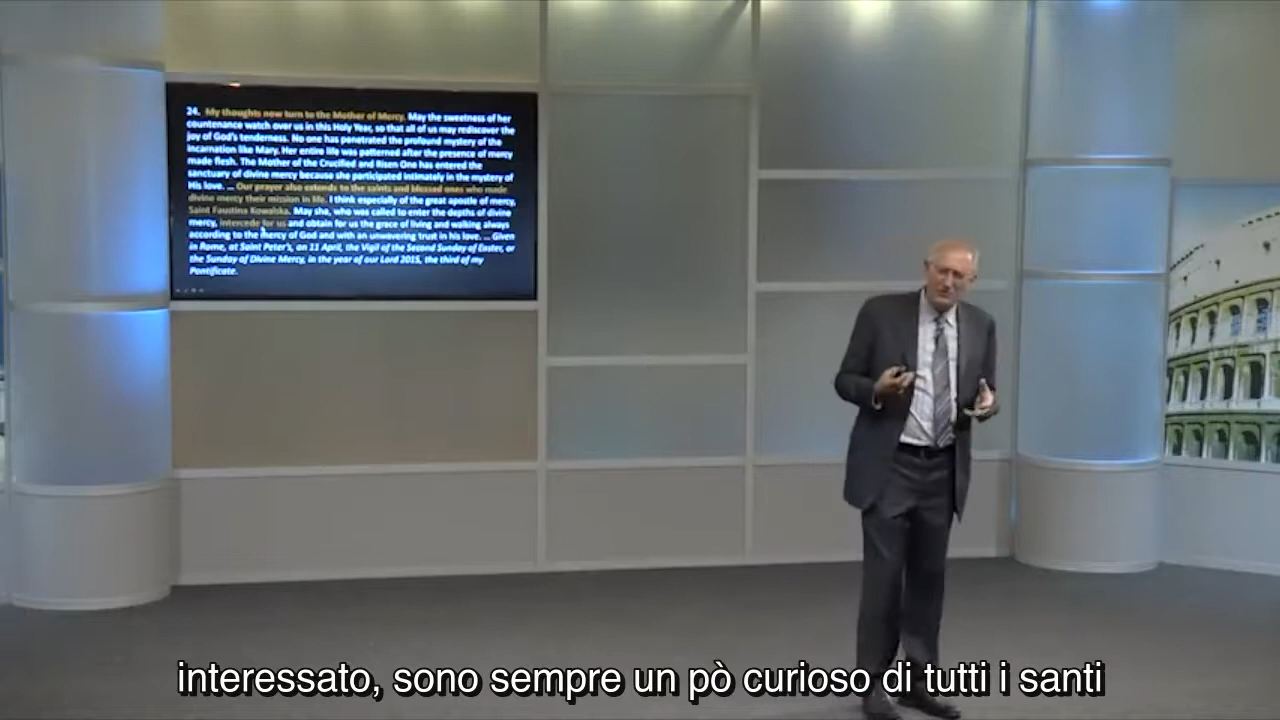 24. My thoughts now turn to the Mother of Mercy. May the sweetness of her
countenance watch over us in this Holy Year, so that all of us may rediscover the
joy of God's tenderness. No one has penetrated the profound mystery of the
incarnation like Mary. Her entire life was patterned after the presence of mercy
made flesh. The Mother of the Crucified and Risen One has entered the
sanctuary of divine mercy because she participated intimately in the mystery of
His love. ... Our prayer also extends to the saints and blessed ones who made
divine mercy their mission in life. I think especially of the great apostle of mercy,
Saint Faustina Kowalska. May she, who was called to enter the depths of divine
mercy, intercede for us and obtain for us the grace of living and walking always
according to the mercy of God and with an unwavering trust in his love. ... Given
in Rome, at Saint Peter's, on 11 April, the Vigil of the Second Sunday of Easter, or
the Sunday of Divine Mercy, in the year of our Lord 2015, the third of my
Pontificate.
interessato, sono sempre un pò curioso di tutti i santi